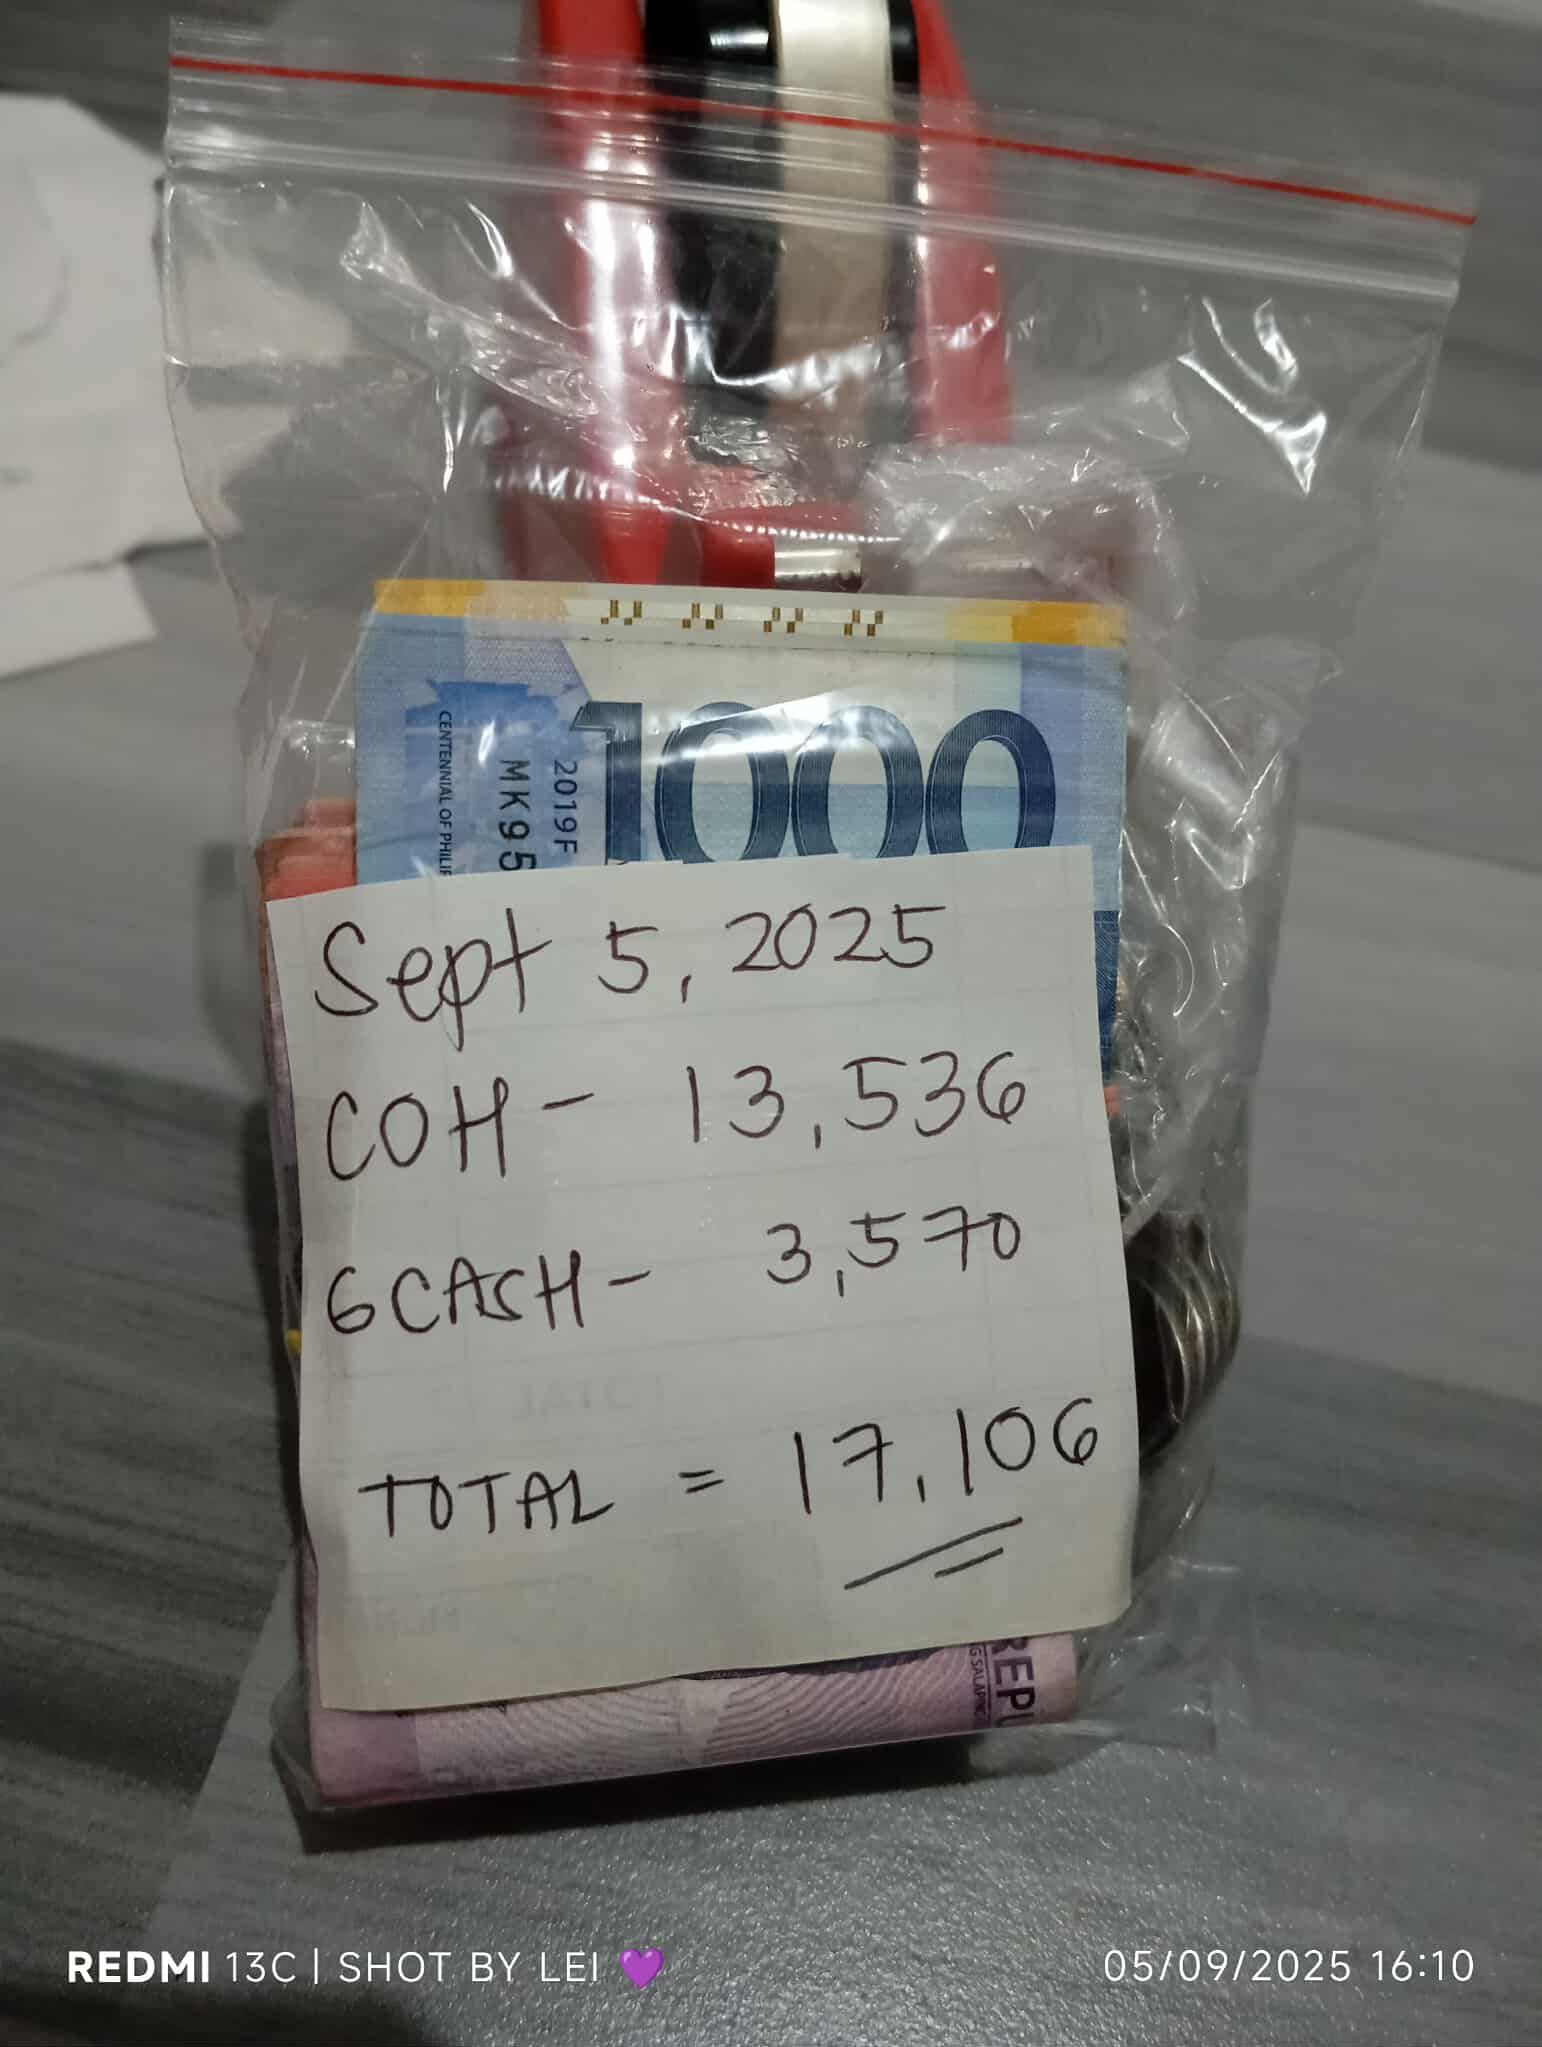 1000
CENTENNIAL OF PHILIP
2019F
MK95
Sept 5, 2025
COH - 13,536
GCASH - 3,570
TOTAL = 17,106
REPU
REDMI 13C | SHOT BY LEI 💜
05/09/2025 16:10